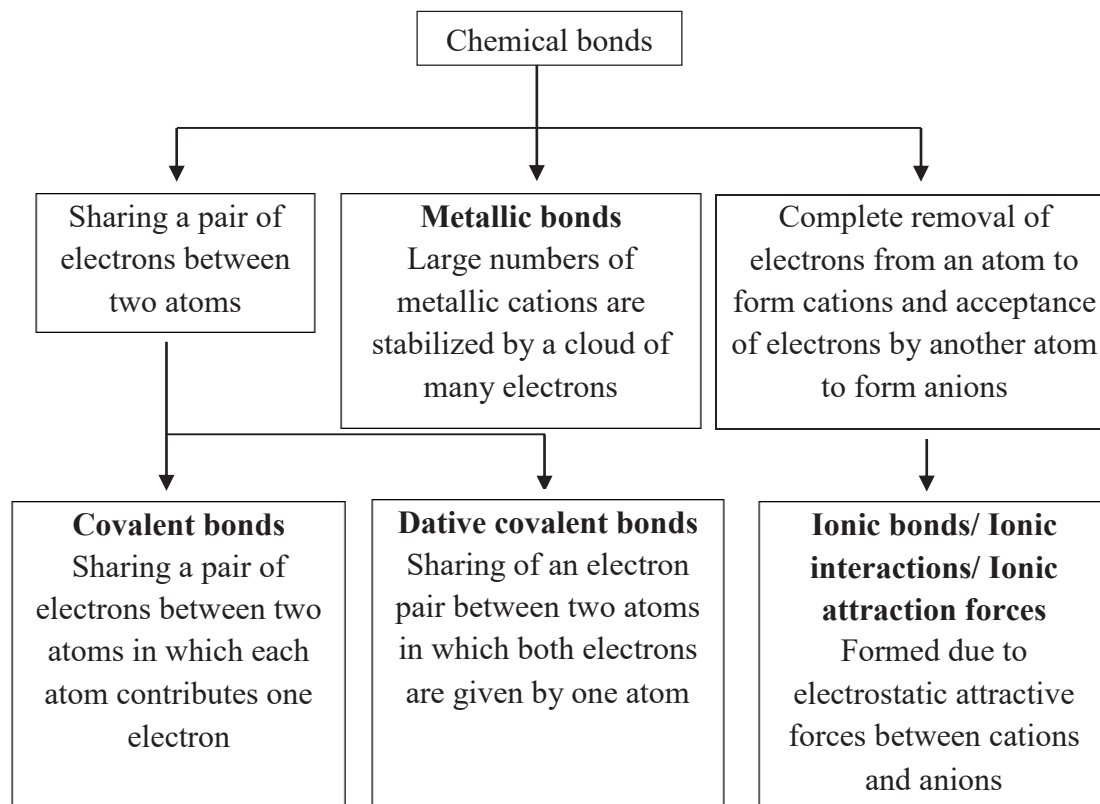 Chemical bonds
Sharing a pair of
electrons between
two atoms
Metallic bonds
Large numbers of
metallic cations are
stabilized by a cloud of
many electrons
Complete removal of
electrons from an atom to
form cations and acceptance
of electrons by another atom
to form anions
Covalent bonds
Sharing a pair of
electrons between two
atoms in which each
atom contributes one
electron
Dative covalent bonds
Sharing of an electron
pair between two atoms
in which both electrons
are given by one atom
Ionic bonds/ Ionic
interactions/ Ionic
attraction forces
Formed due to
electrostatic attractive
forces between cations
and anions